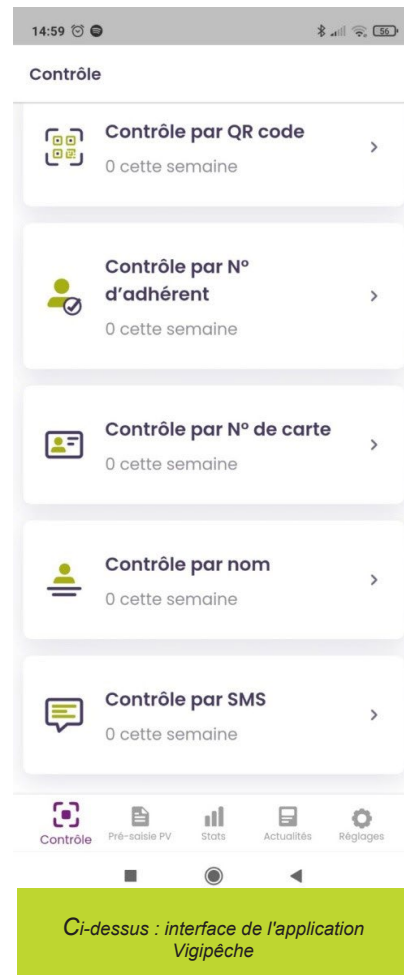 14:59
56
Contrôle
Contrôle par QR code
0 cette semaine
Contrôle par N°
d'adhérent
0 cette semaine
Contrôle par N° de carte
0 cette semaine
Contrôle par nom
0 cette semaine
Contrôle par SMS
0 cette semaine
Contrôle Pré-saisie PV Stats Actualités Réglages
Ci-dessus : interface de l'application
Vigipêche